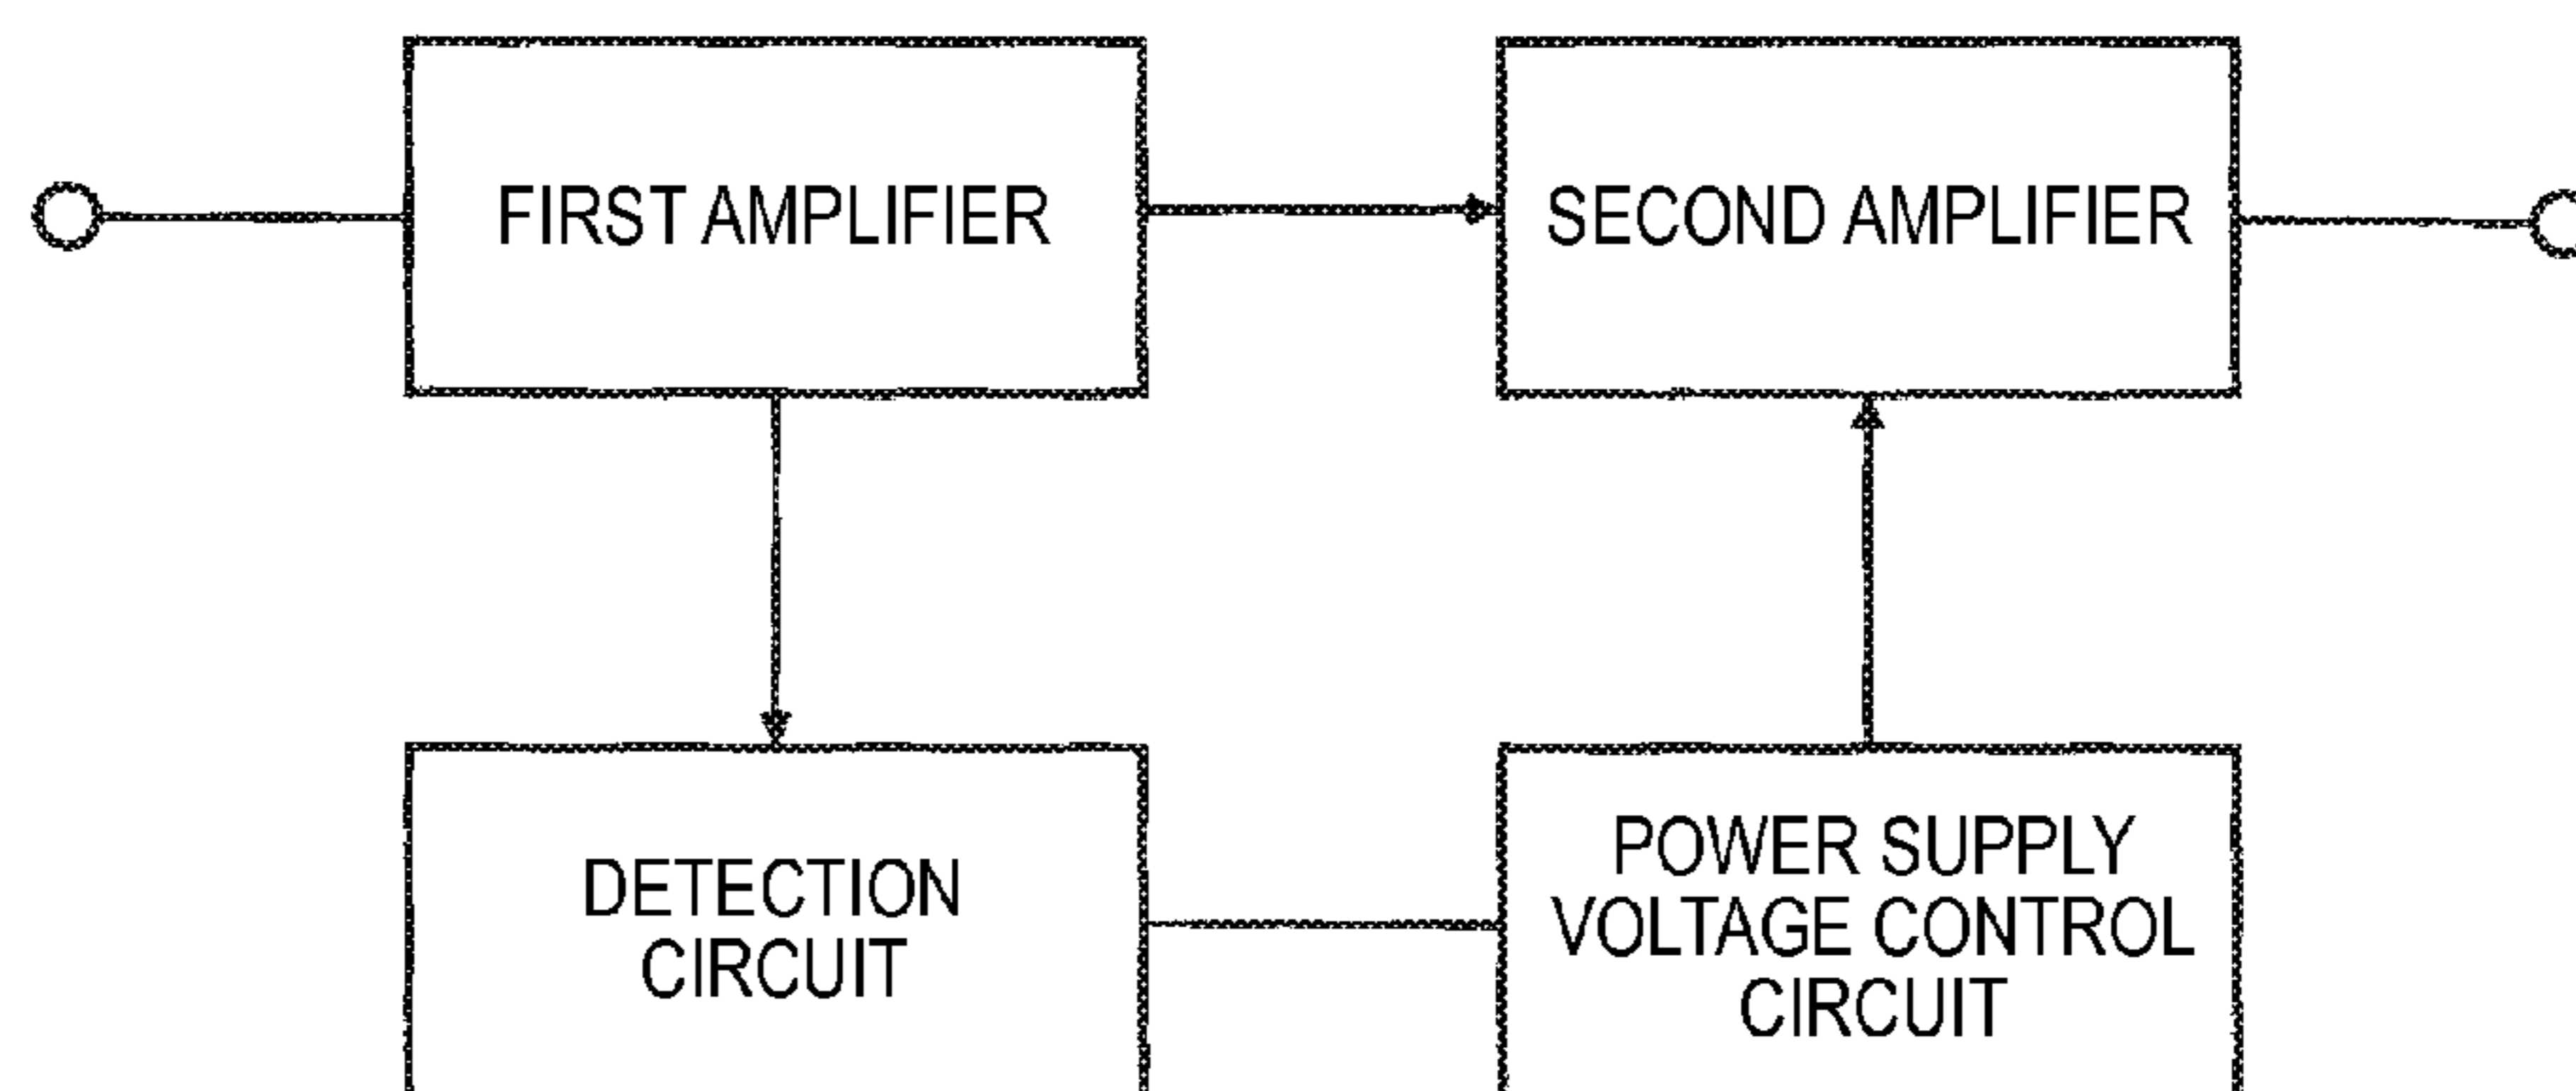 FIRST AMPLIFIER
SECOND AMPLIFIER
DETECTION
CIRCUIT
POWER SUPPLY
VOLTAGE CONTROL
CIRCUIT